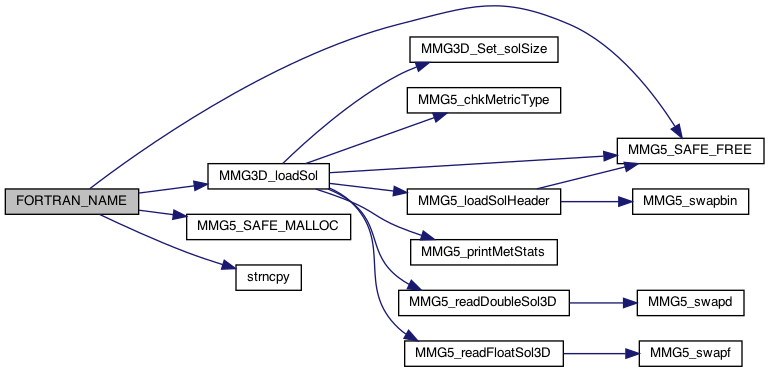 MMG3D_Set_solSize
MMG5_chkMetricType
MMG5_SAFE_FREE
MMG3D_loadSol
FORTRAN_NAME
MMG5_loadSolHeader
MMG5_swapbin
MMG5_SAFE_MALLOC
MMG5_printMetStats
strncpy
MMG5_readDoubleSol3D
MMG5_swapd
MMG5_readFloatSol3D
MMG5_swapf